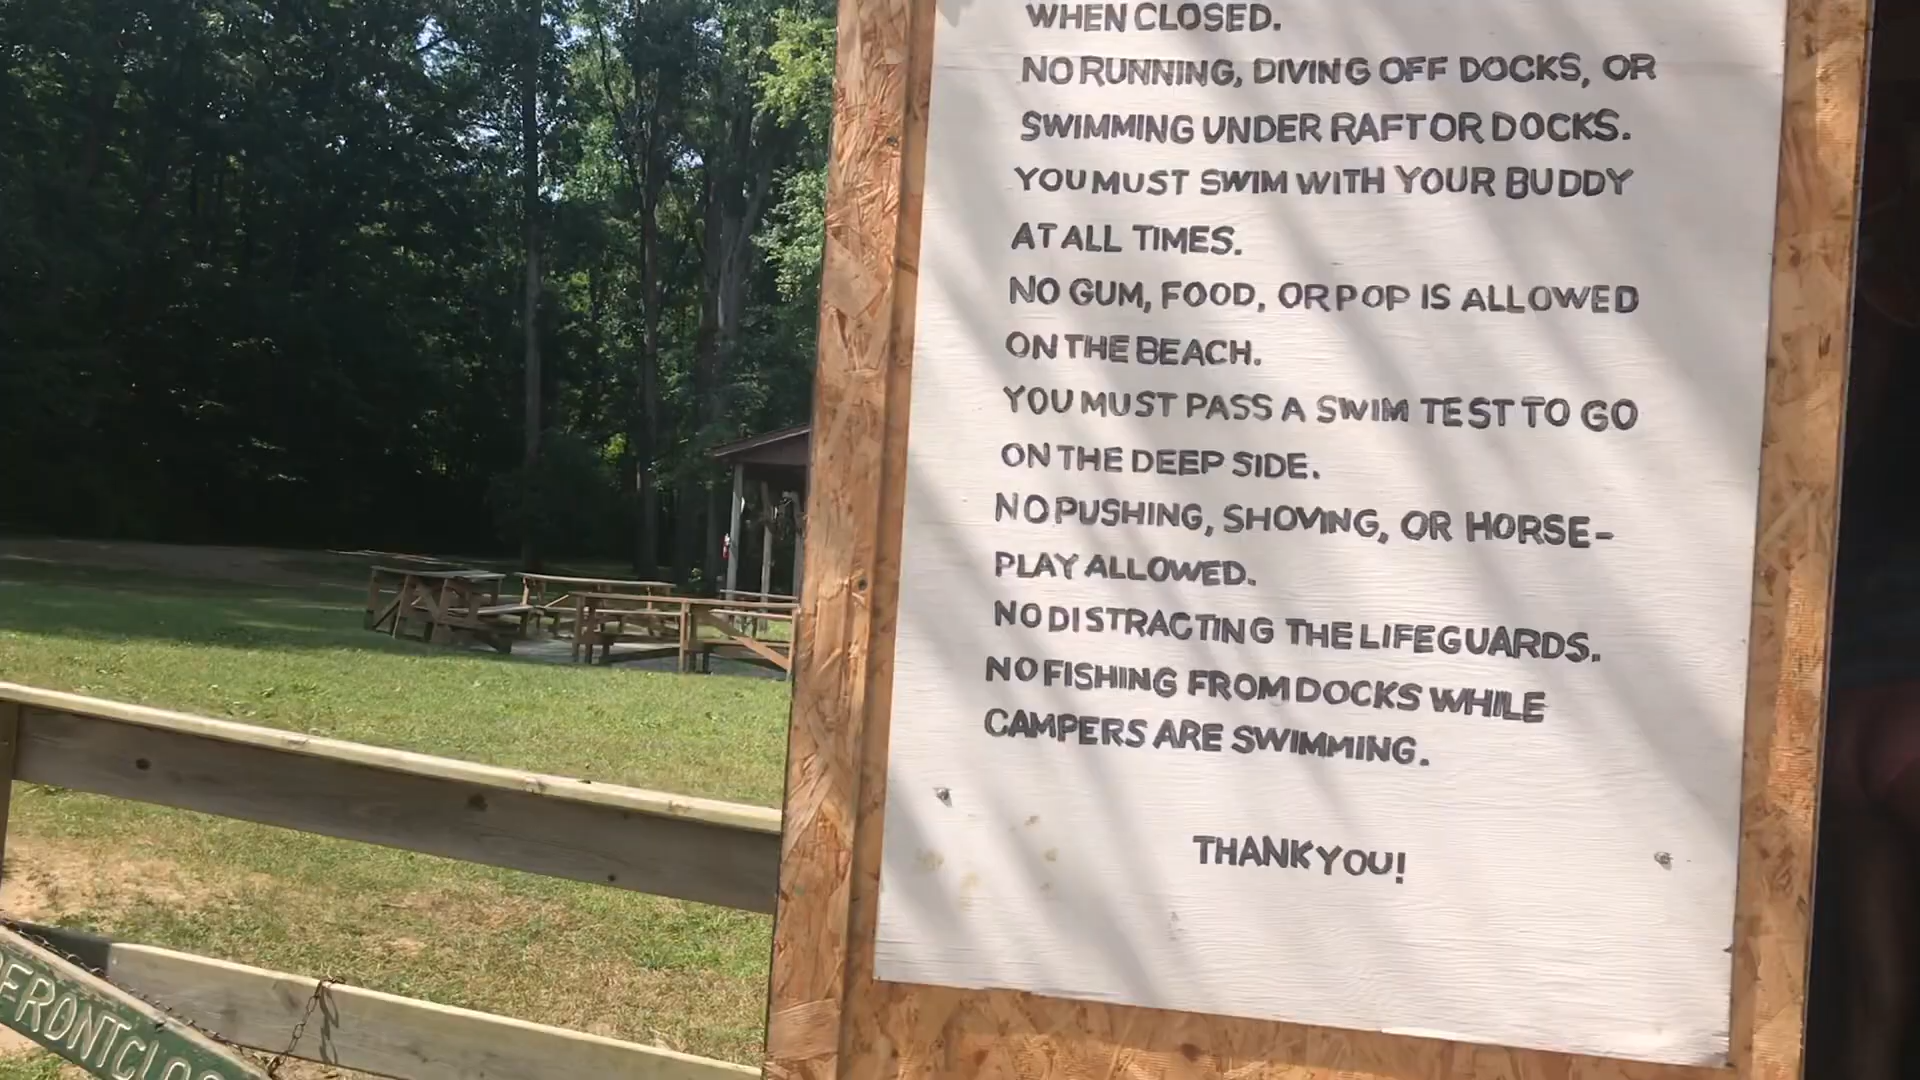 WHEN CLOSED.
NO RUNNING, DIVING OFF DOCKS, OR
SWIMMING UNDER RAFT OR DOCKS.
YOU MUST SWIM WITH YOUR BUDDY
AT ALL TIMES.
NO GUM, FOOD, OR POP IS ALLOWED
ON THE BEACH.
YOU MUST PASS A SWIM TEST TO GO
ON THE DEEP SIDE.
NO PUSHING, SHOVING, OR HORSE-
PLAY ALLOWED.
NO DISTRACTING THE LIFEGUARDS.
NO FISHING FROM DOCKS WHILE
CAMPERS ARE SWIMMING.
THANK YOU!